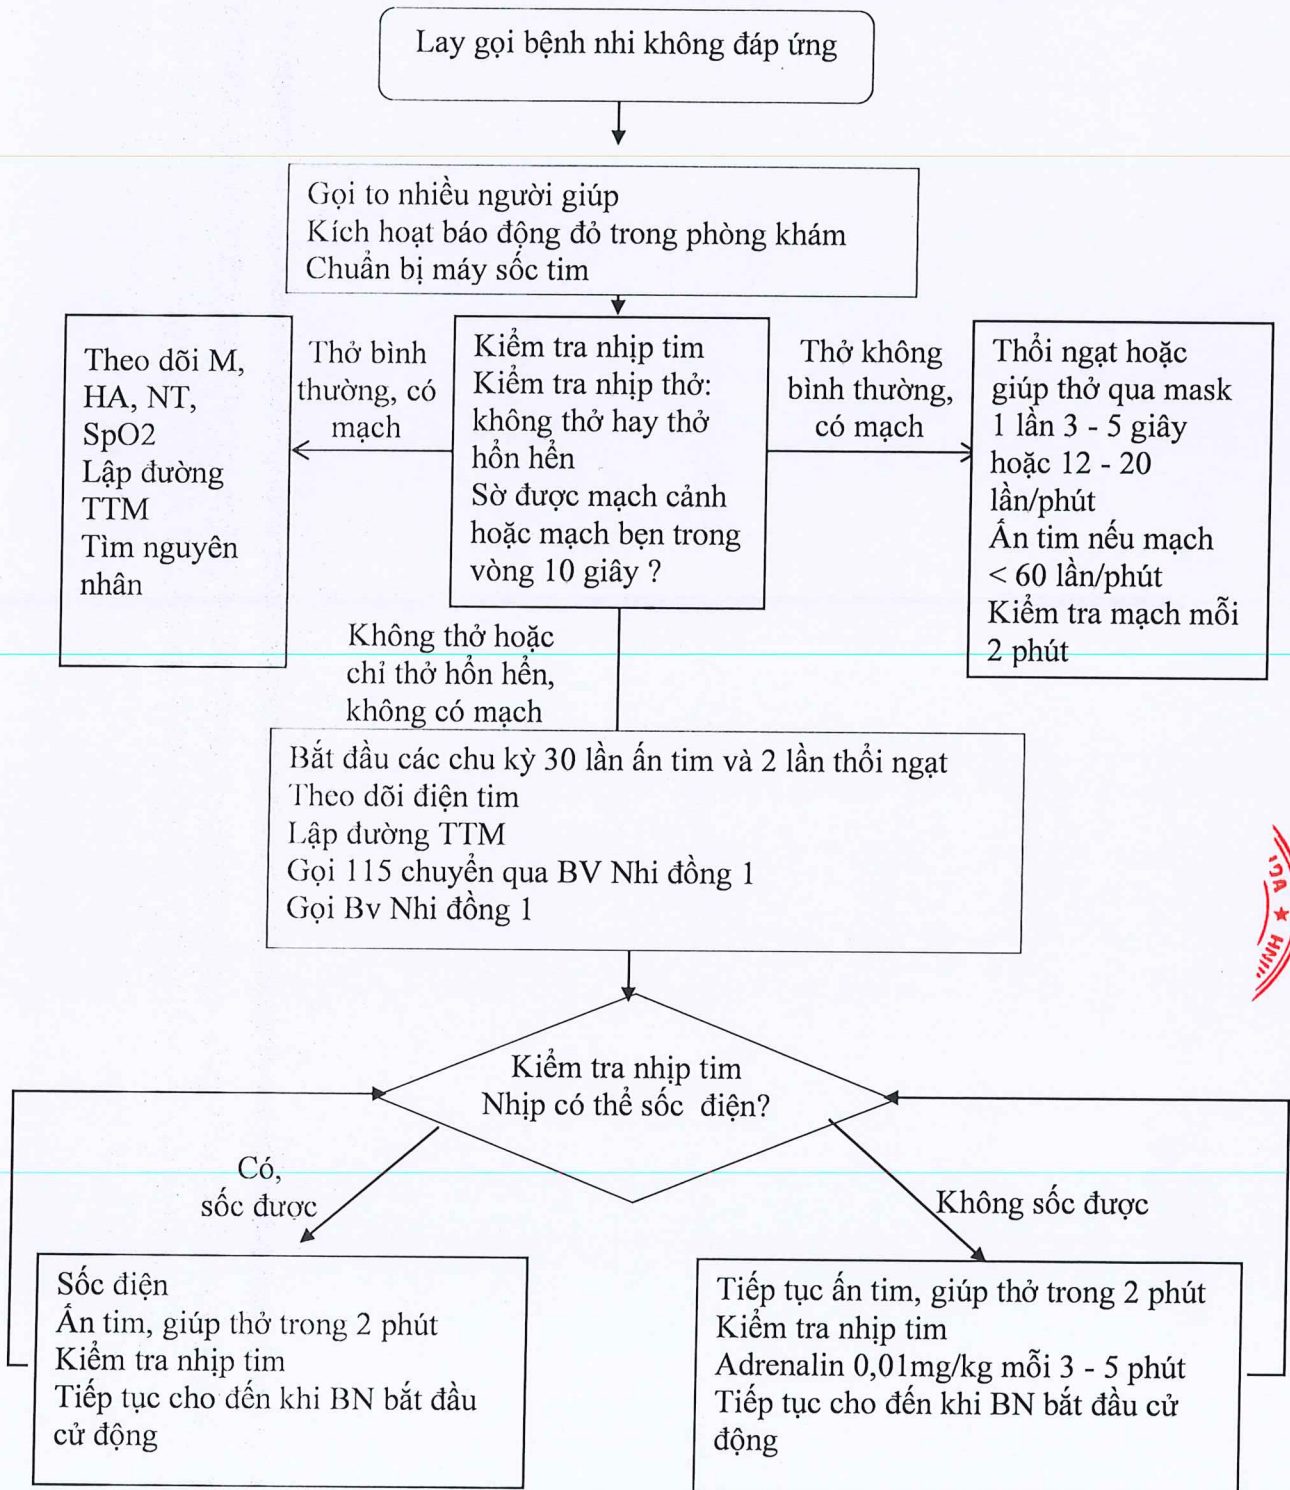 Lay gọi bệnh nhi không đáp ứng
Gọi to nhiều người giúp
Kích hoạt báo động đỏ trong phòng khám
Chuẩn bị máy sốc tim
Theo dõi M,
HA, NT,
SpO2
Lập đường
TTM
Tìm nguyên
nhân
Thở bình
thường, có
mạch
Kiểm tra nhịp tim
Kiểm tra nhịp thở:
không thở hay thở
hổn hển
Sờ được mạch cảnh
hoặc mạch bẹn trong
vòng 10 giây ?
Thở không
bình thường,
có mạch
Thổi ngạt hoặc
giúp thở qua mask
1 lần 3 - 5 giây
hoặc 12 - 20
lần/phút
Ấn tim nếu mạch
< 60 lần/phút
Kiểm tra mạch mỗi
2 phút
Không thở hoặc
chỉ thở hổn hển,
không có mạch
Bắt đầu các chu kỳ 30 lần ấn tim và 2 lần thổi ngạt
Theo dõi điện tim
Lập đường TTM
Gọi 115 chuyển qua BV Nhi đồng 1
Gọi Bv Nhi đồng 1
Kiểm tra nhịp tim
Nhịp có thể sốc điện?
Có,
sốc được
Không sốc được
Sốc điện
Ấn tim, giúp thở trong 2 phút
Kiểm tra nhịp tim
Tiếp tục cho đến khi BN bắt đầu
cử động
Tiếp tục ấn tim, giúp thở trong 2 phút
Kiểm tra nhịp tim
Adrenalin 0,01mg/kg mỗi 3 - 5 phút
Tiếp tục cho đến khi BN bắt đầu cử
động